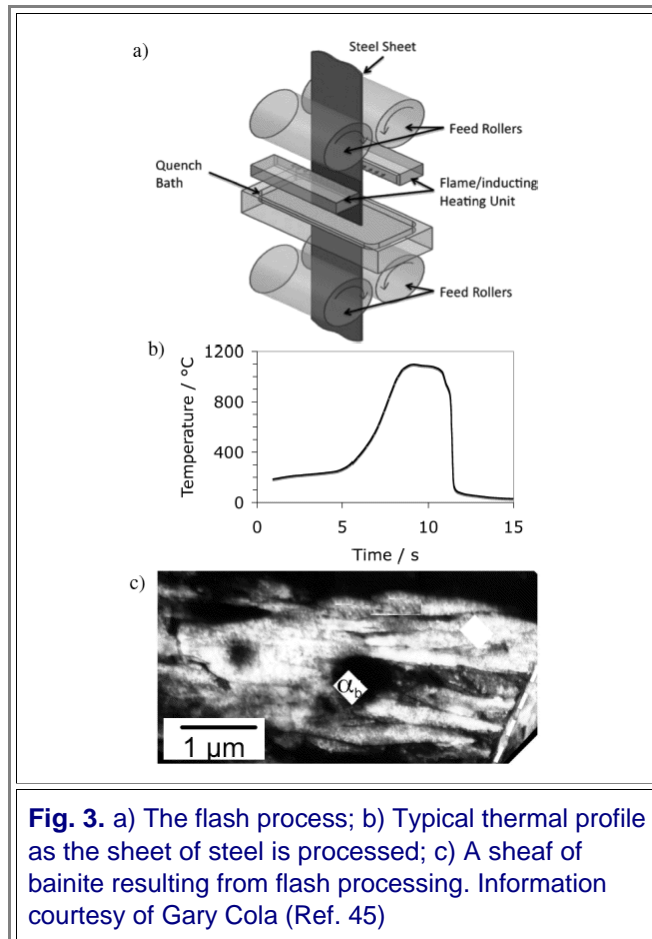 a)
Steel Sheet
Feed Rollers
Quench
Bath
Flame/inducting
Heating Unit
Feed Rollers
b)
1200
800
400
0
Temperature / °C
0 5 10 15
Time / s
c)
αb
1 μm
Fig. 3. a) The flash process; b) Typical thermal profile
as the sheet of steel is processed; c) A sheaf of
bainite resulting from flash processing. Information
courtesy of Gary Cola (Ref. 45)